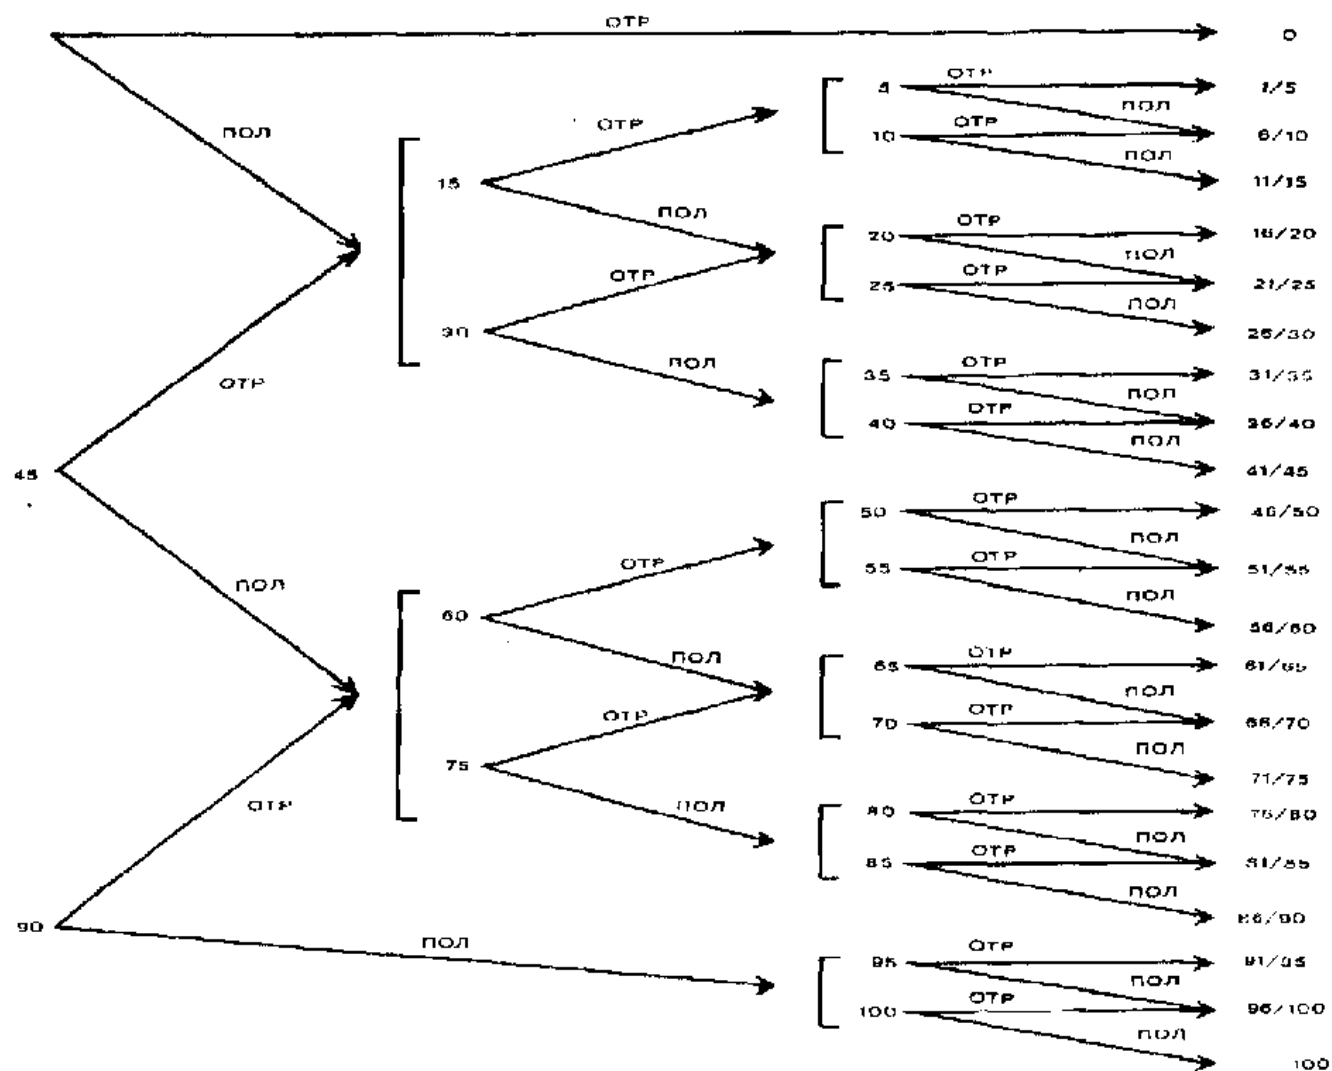 ОТР
0
ОТР
5 1/5
ПОЛ
ПОЛ ОТР ОТР
10 6/10
ПОЛ
15 11/15
ПОЛ ОТР
20 16/20
ПОЛ
ОТР ОТР
25 21/25
ПОЛ
30 26/30
ПОЛ
ОТР 35 31/35
ПОЛ
ОТР
40 36/40
ПОЛ
45 41/45
ОТР
50 46/50
ПОЛ
ПОЛ ОТР ОТР
55 51/55
ПОЛ
60 56/60
ПОЛ ОТР
65 61/65
ПОЛ
ОТР ОТР
70 66/70
ПОЛ
75 71/75
ОТР ПОЛ ОТР
80 76/80
ПОЛ
ОТР
85 81/85
ПОЛ
90 86/90
ПОЛ ОТР
95 91/95
ПОЛ
ОТР
100 96/100
ПОЛ
100